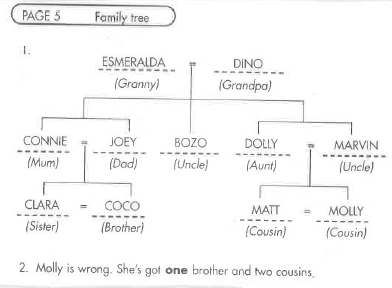 PAGE 5 Family tree
1.
ESMERALDA = DINO
(Granny) (Grandpa)
CONNIE = JOEY BOZO DOLLY = MARVIN
(Mum) (Dad) (Uncle) (Aunt) (Uncle)
CLARA = COCO MATT = MOLLY
(Sister) (Brother) (Cousin) (Cousin)
2. Molly is wrong. She's got one brother and two cousins.